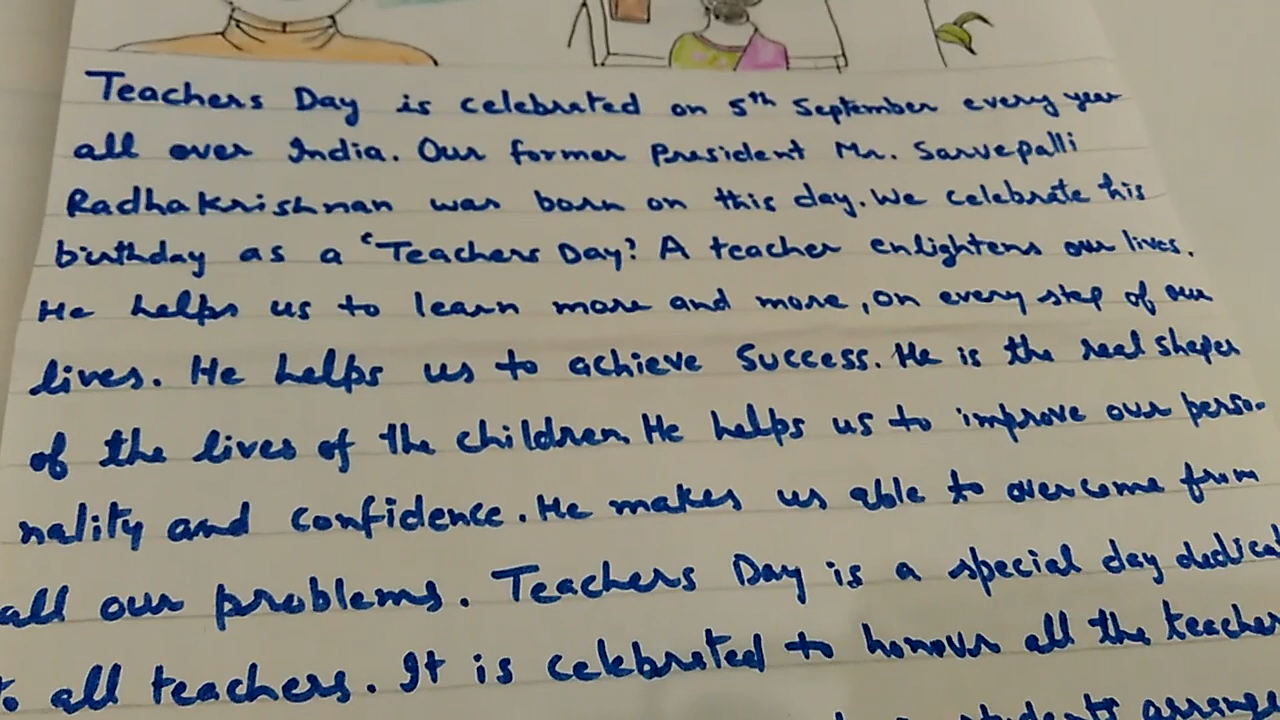 Teachers Day is celebrated on 5th September every year
all over India. Our former President Mr. Sarvepalli
Radhakrishnan was born on this day. We celebrate his
birthday as a 'Teachers Day'. A teacher enlightens our lives.
He helps us to learn more and more, on every step of our
lives. He helps us to achieve Success. He is the real shaper
of the lives of the children. He helps us to improve our perso-
nality and confidence. He makes us able to overcome from
all our problems. Teachers Day is a special day dedicat
to all teachers. It is celebrated to honour all the teacher
students arrange